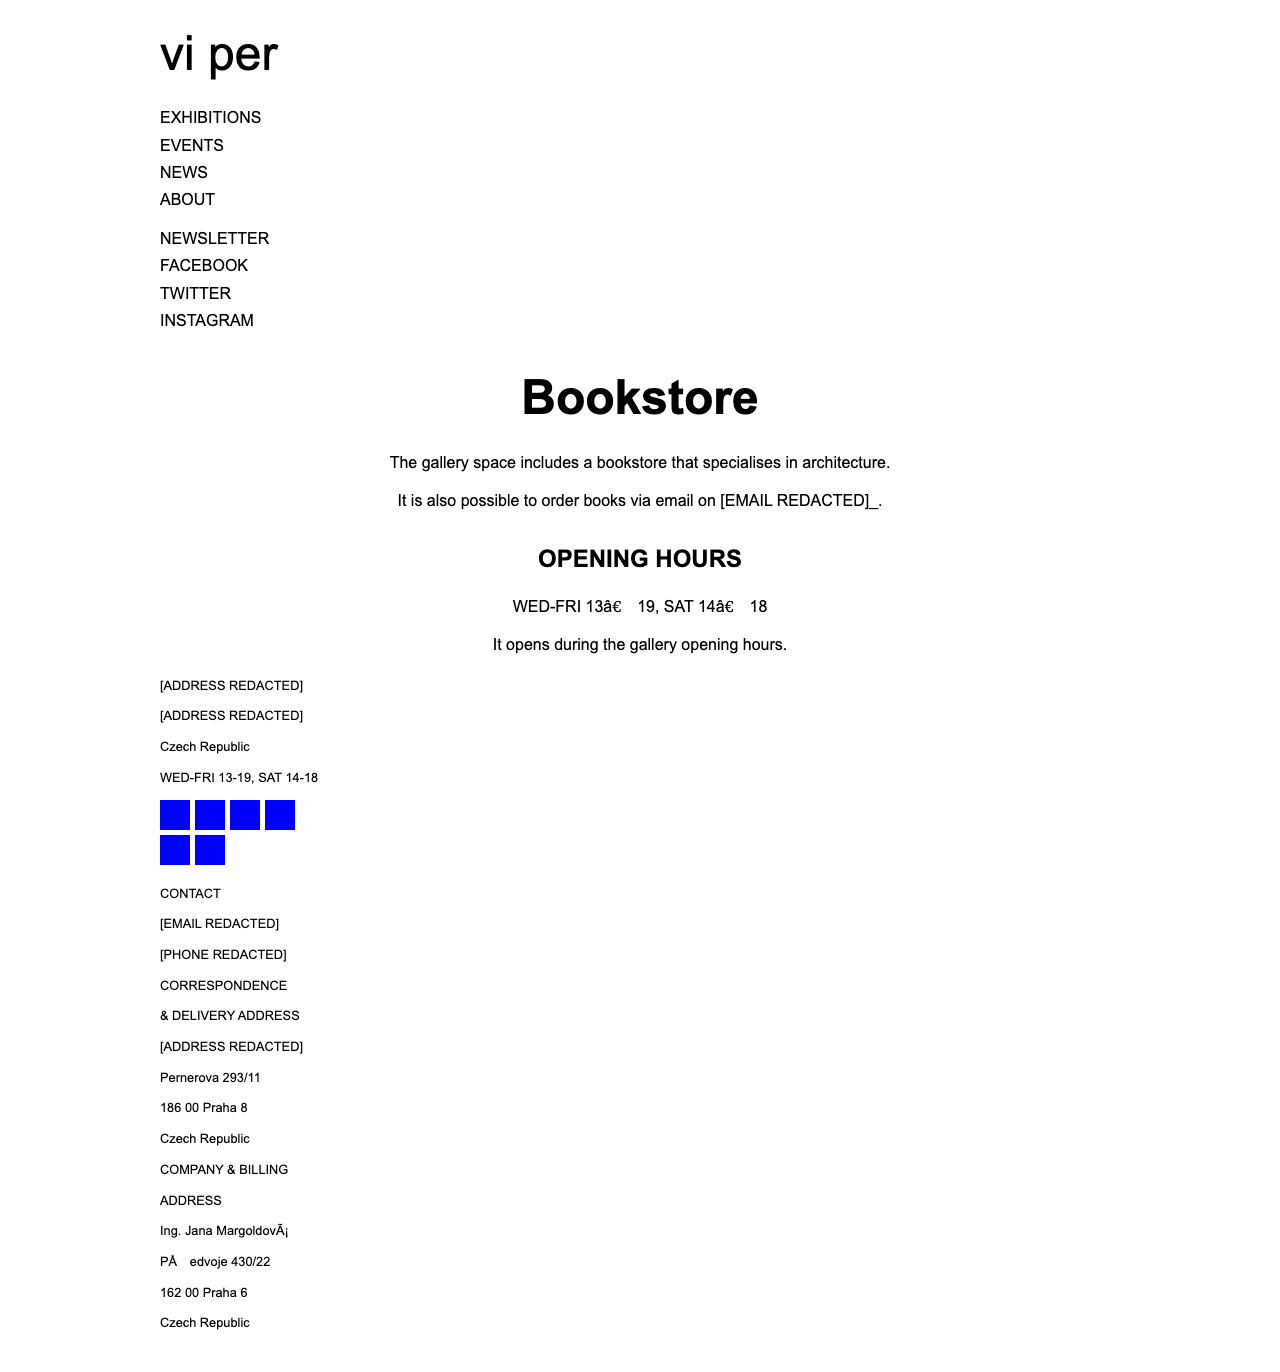 vi per
EXHIBITIONS
EVENTS
NEWS
ABOUT
NEWSLETTER
FACEBOOK
TWITTER
INSTAGRAM
Bookstore
The gallery space includes a bookstore that specialises in architecture.
It is also possible to order books via email on [EMAIL REDACTED]_.
OPENING HOURS
WED-FRI 13â€ 19, SAT 14â€ 18
It opens during the gallery opening hours.
[ADDRESS REDACTED]
[ADDRESS REDACTED]
Czech Republic
WED-FRI 13-19, SAT 14-18
CONTACT
[EMAIL REDACTED]
[PHONE REDACTED]
CORRESPONDENCE
& DELIVERY ADDRESS
[ADDRESS REDACTED]
Pernerova 293/11
186 00 Praha 8
Czech Republic
COMPANY & BILLING
ADDRESS
Ing. Jana MargoldovÃ¡
PÅ edvoje 430/22
162 00 Praha 6
Czech Republic